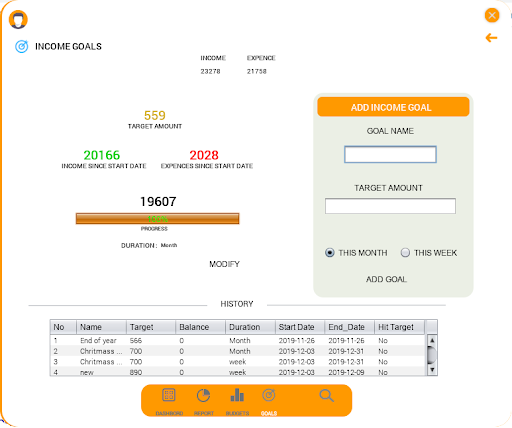 INCOME GOALS
INCOME EXPENCE
23278 21758
559
TARGET AMOUNT
20166 2028
INCOME SINCE START DATE EXPENCES SINCE START DATE
19607
PROGRESS
DURATION : Month
MODIFY
ADD INCOME GOAL
GOAL NAME
TARGET AMOUNT
THIS MONTH THIS WEEK
ADD GOAL
HISTORY
No Name Target Balance Duration Start Date End_Date Hit Target
1 End of year 566 0 Month 2019-11-26 2019-11-26 No
2 Chritmass ... 700 0 Month 2019-12-03 2019-12-31 No
3 Chritmass ... 700 0 week 2019-12-03 2019-12-31 No
4 new 890 0 week 2019-12-03 2019-12-09 No
DASHBORD REPORT BUDGETS GOALS